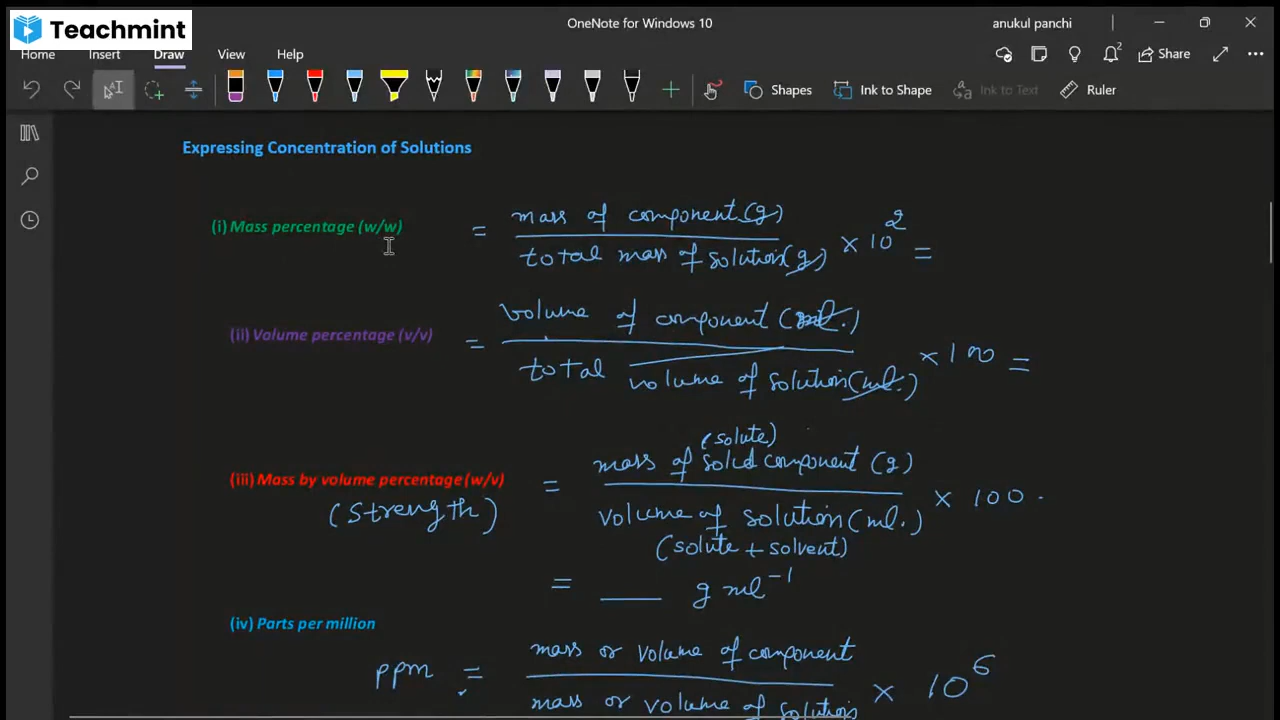 Teachmint
OneNote for Windows 10
anukul panchi
Home Insert Draw View Help
2 Share
Shapes Ink to Shape Ink to Text Ruler
Expressing Concentration of Solutions
(i) Mass percentage (w/w) = mass of component (g) / total mass of solution (g) × 10² =
(ii) Volume percentage (v/v) = volume of component (ml.) / total volume of solution (ml.) × 100 =
(solute)
(iii) Mass by volume percentage (w/v) = mass of solid component (g) / volume of solution (ml.) × 100.
(Strength)
(solute + solvent)
= ___ g ml⁻¹
(iv) Parts per million
ppm = mass or volume of component / mass or volume of solution × 10⁶